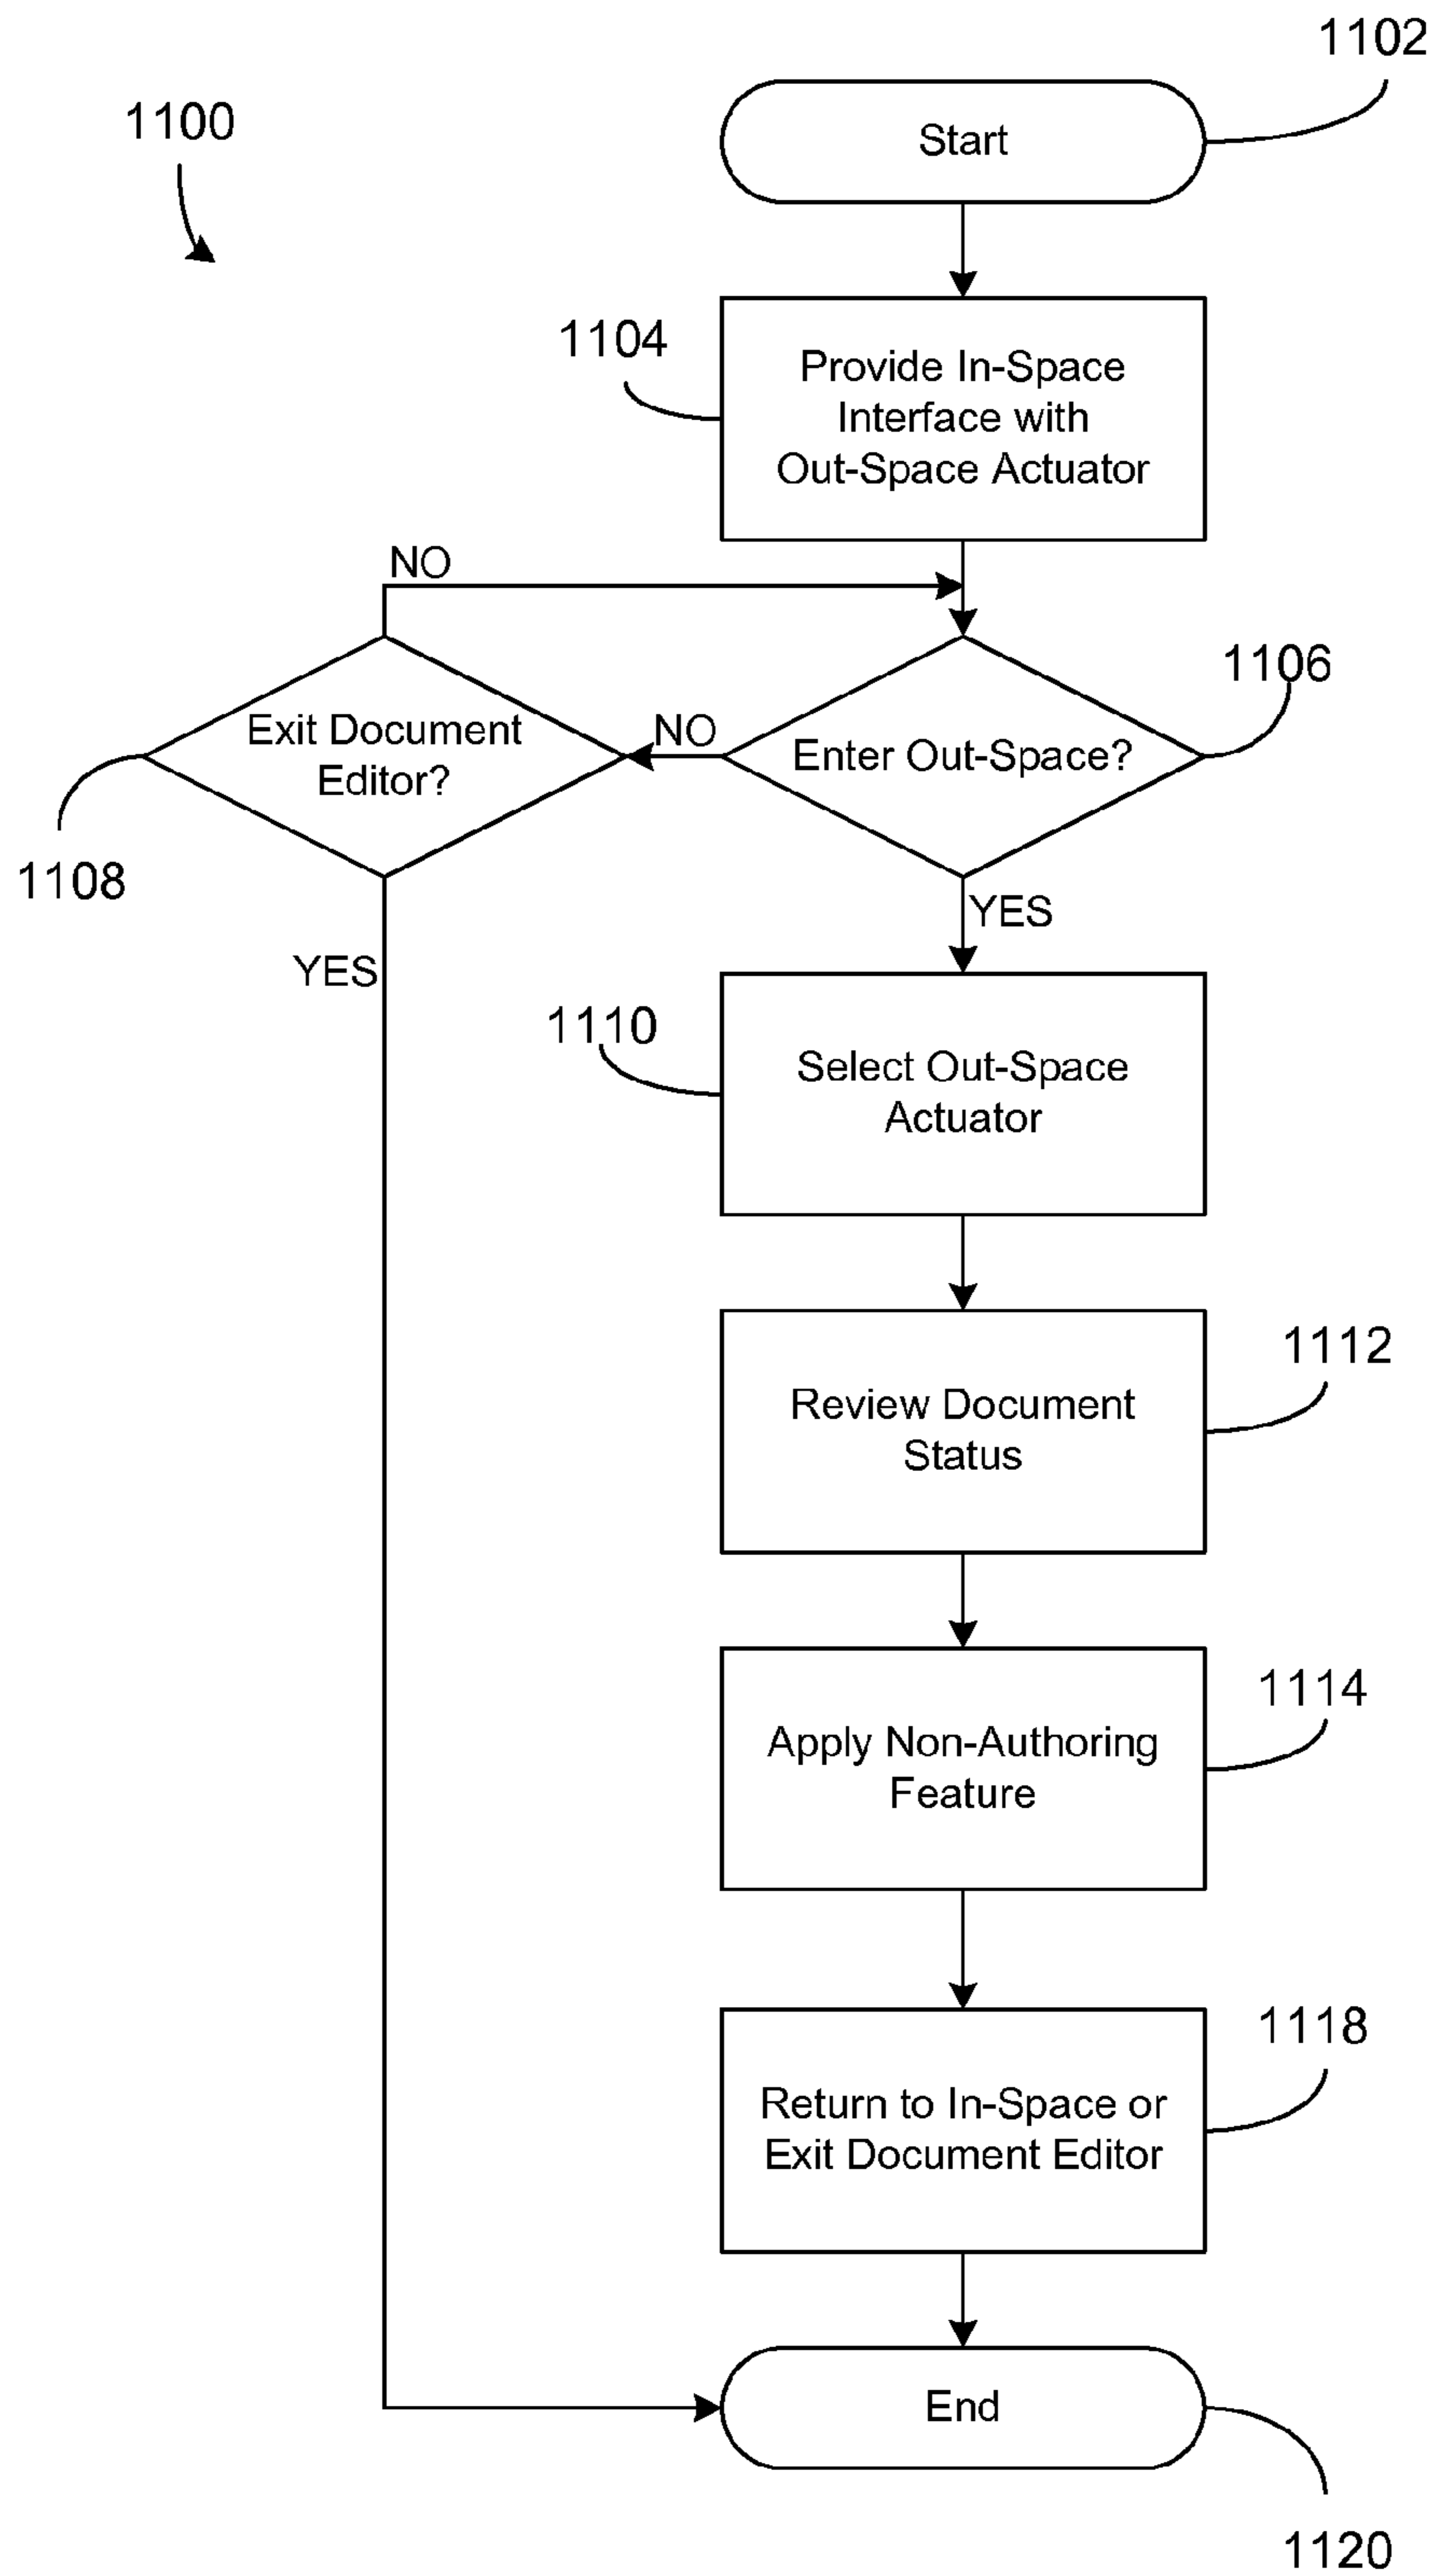 1102
1100
Start
1104
Provide In-Space
Interface with
Out-Space Actuator
NO
1106
Exit Document
Editor?
NO
Enter Out-Space?
1108
YES
YES
1110
Select Out-Space
Actuator
1112
Review Document
Status
1114
Apply Non-Authoring
Feature
1118
Return to In-Space or
Exit Document Editor
End
1120